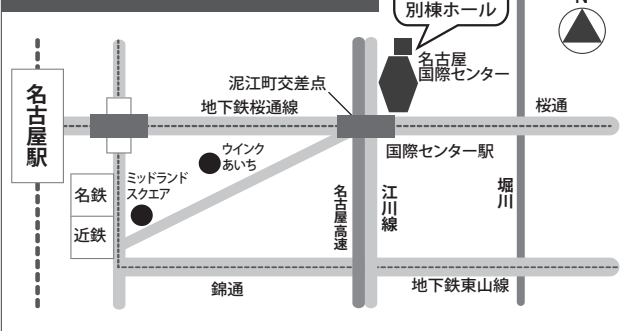 N
別棟ホール
名古屋
国際センター
泥江町交差点
地下鉄桜通線
桜通
名古屋駅
ウインク
あいち
国際センター駅
ミッドランド
スクエア
名鉄
近鉄
名古屋高速
江川線
堀川
錦通
地下鉄東山線